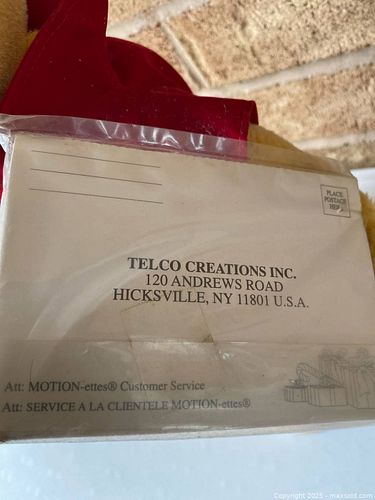 PLACE
POSTAGE
HERE
TELCO CREATIONS INC.
120 ANDREWS ROAD
HICKSVILLE, NY 11801 U.S.A.
Att: MOTION-ettes® Customer Service
Att: SERVICE A LA CLIENTELE MOTION-ettes®
Copyright 2025 - maxsold.com